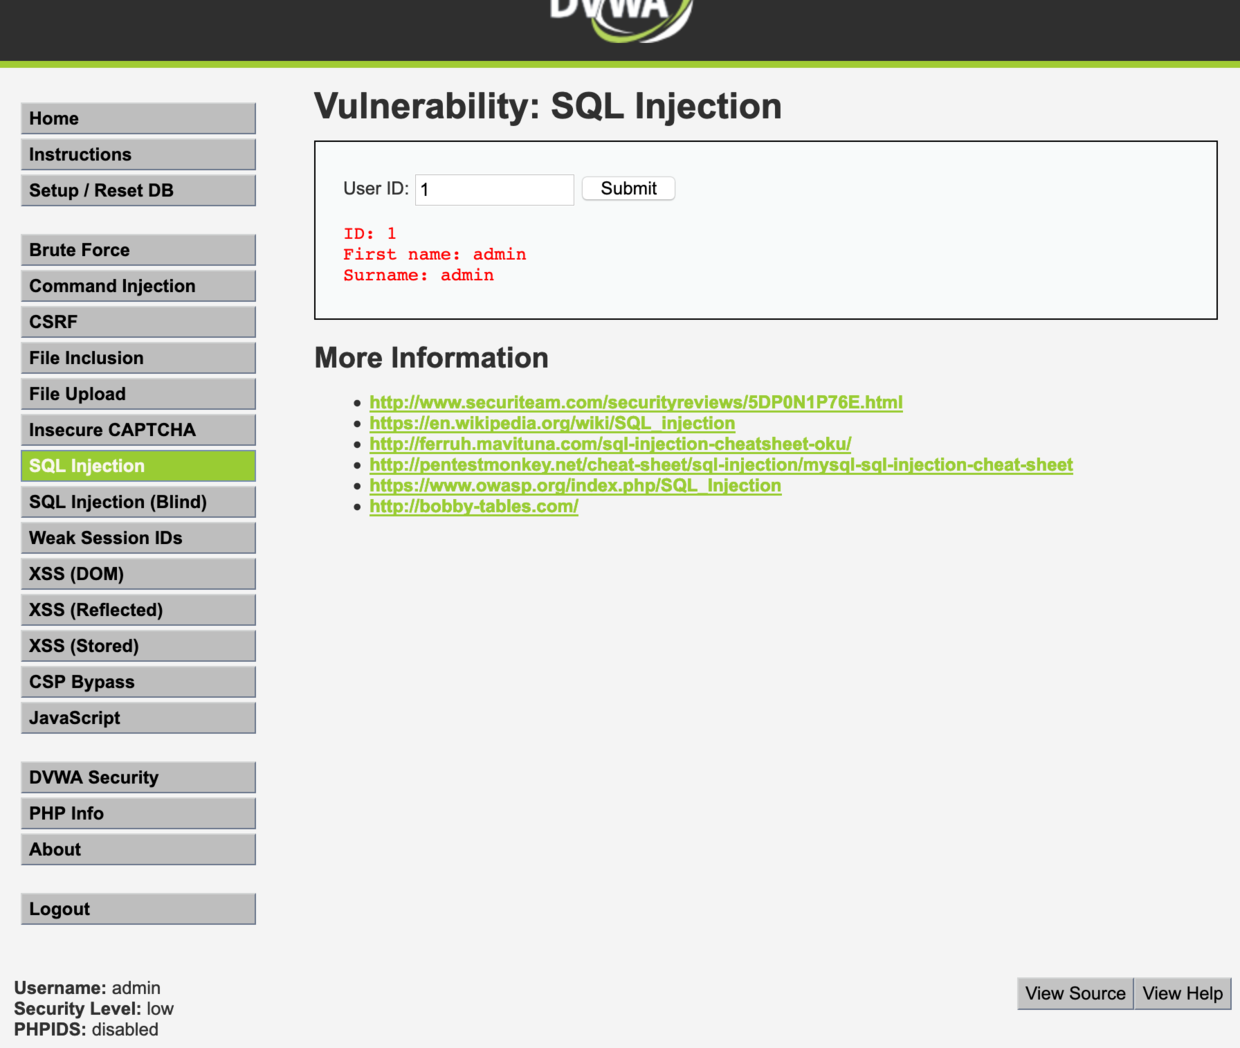 DVWA
Home
Instructions
Setup / Reset DB
Brute Force
Command Injection
CSRF
File Inclusion
File Upload
Insecure CAPTCHA
SQL Injection
SQL Injection (Blind)
Weak Session IDs
XSS (DOM)
XSS (Reflected)
XSS (Stored)
CSP Bypass
JavaScript
DVWA Security
PHP Info
About
Logout
Vulnerability: SQL Injection
User ID: 1 Submit
ID: 1
First name: admin
Surname: admin
More Information
• http://www.securiteam.com/securityreviews/5DP0N1P76E.html
• https://en.wikipedia.org/wiki/SQL_injection
• http://ferruh.mavituna.com/sql-injection-cheatsheet-oku/
• http://pentestmonkey.net/cheat-sheet/sql-injection/mysql-sql-injection-cheat-sheet
• https://www.owasp.org/index.php/SQL_Injection
• http://bobby-tables.com/
Username: admin
Security Level: low
PHPIDS: disabled
View Source View Help